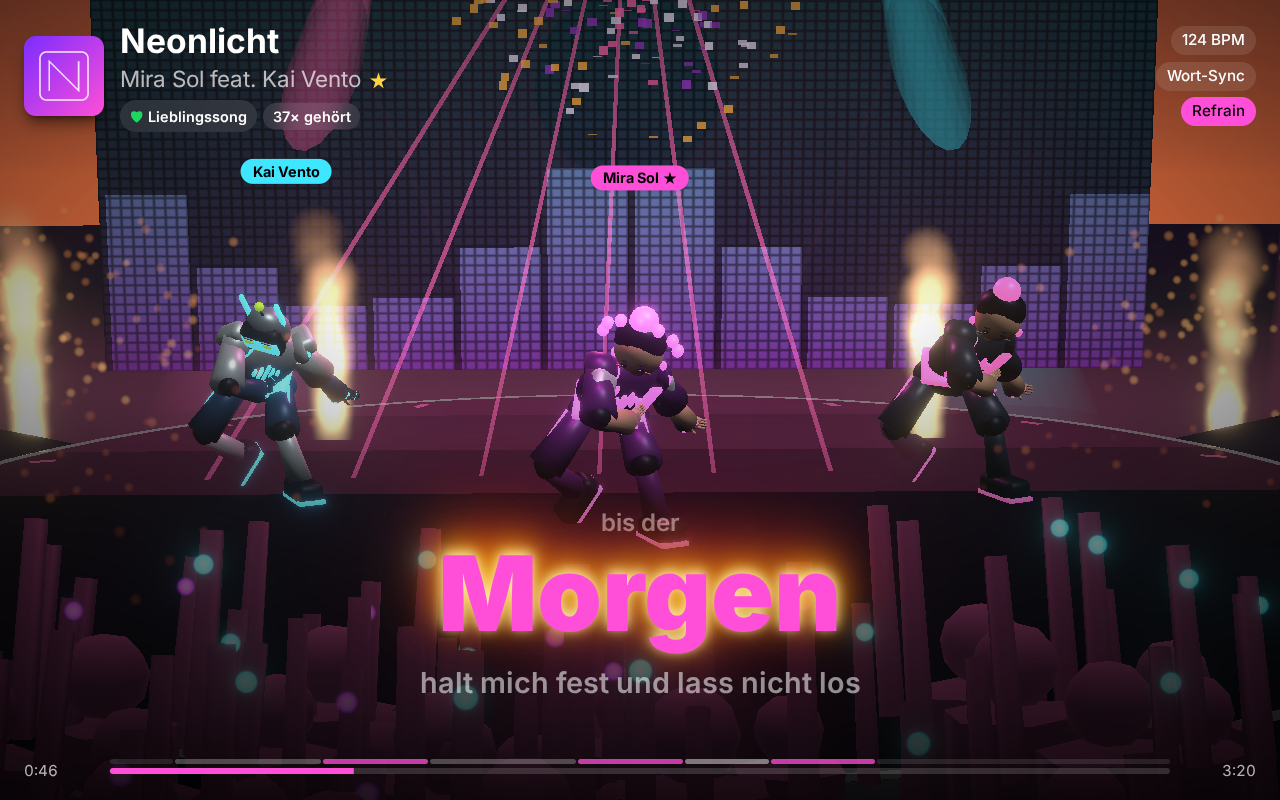 Neonlicht
Mira Sol feat. Kai Vento ★
Lieblingssong
37× gehört
124 BPM
Wort-Sync
Refrain
N
Kai Vento
Mira Sol ★
bis der
Morgen
halt mich fest und lass nicht los
0:46
3:20